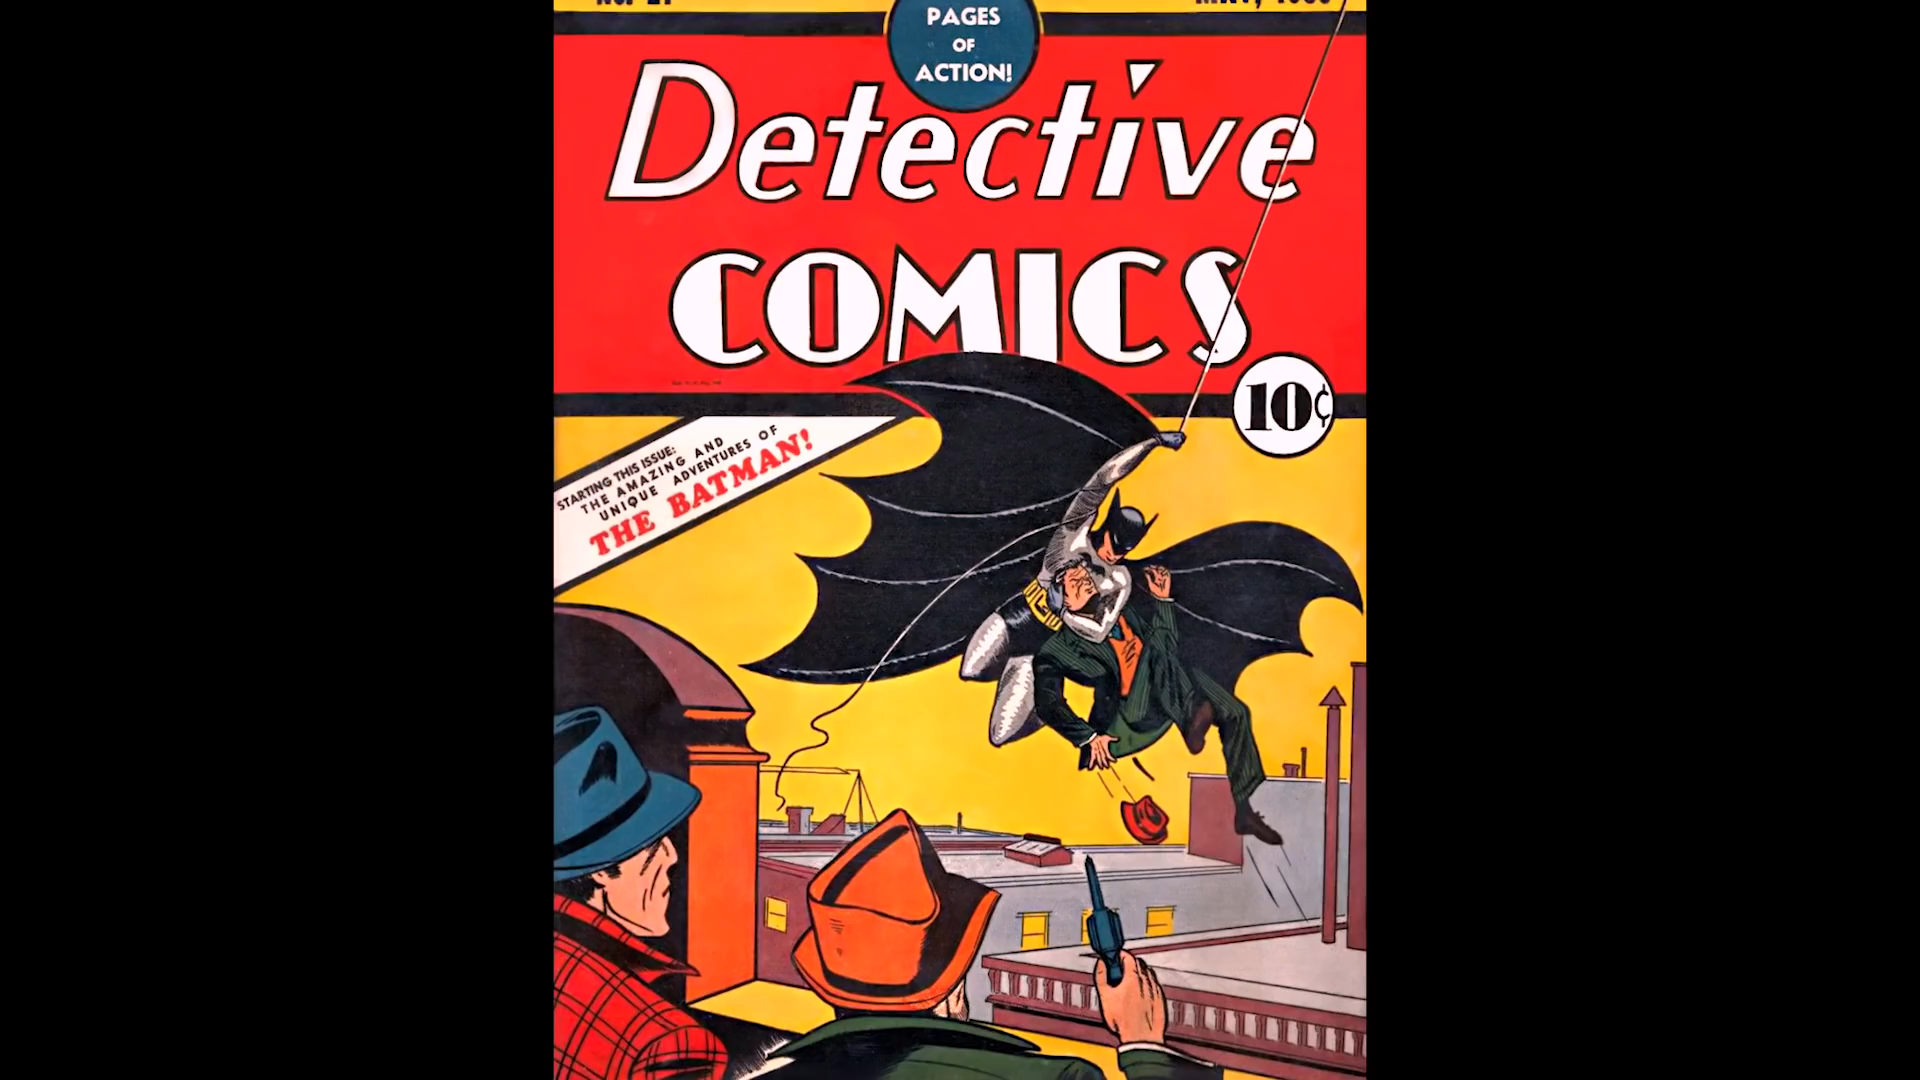 PAGES
OF
ACTION!
Detective
COMICS
10¢
STARTING THIS ISSUE:
THE AMAZING AND
UNIQUE ADVENTURES OF
THE BATMAN!